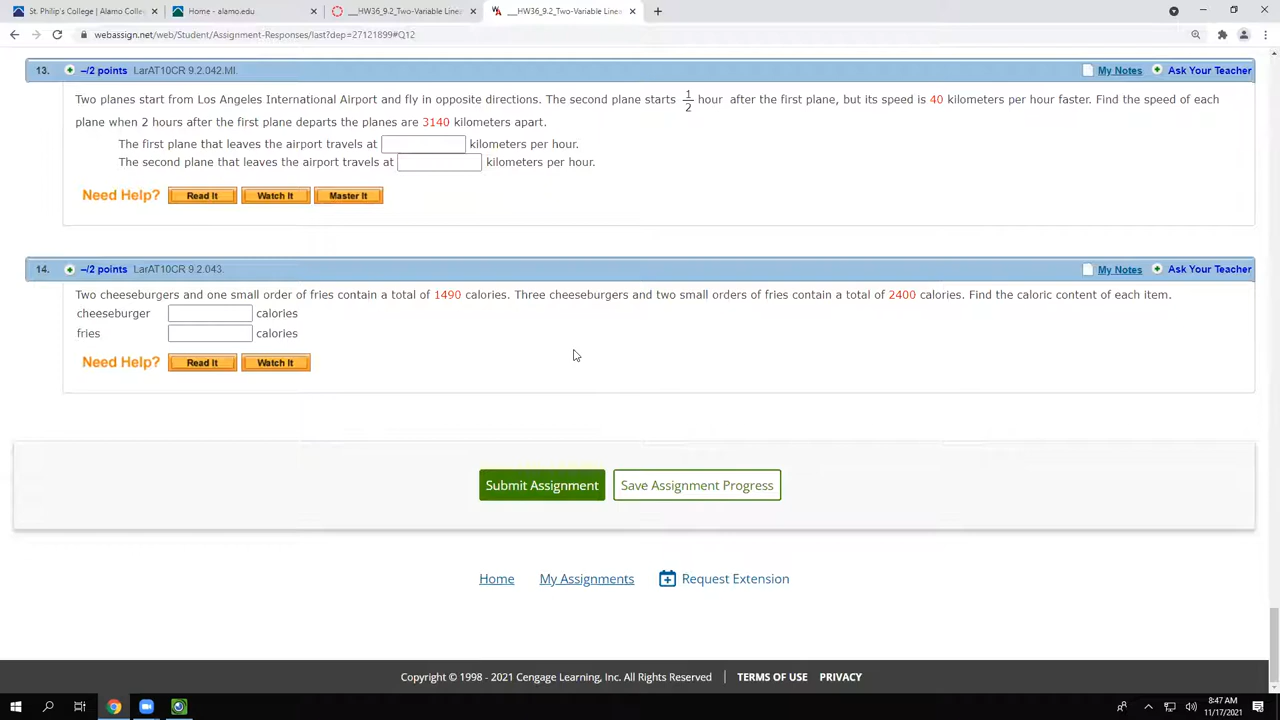 St. Philip's College | Alamo Colle
Home - alamo.edu
___HW36_9.2_Two-Variable Linea
___HW36_9.2_Two-Variable Linea
webassign.net/web/Student/Assignment-Responses/last?dep=27121899#Q12
13. –/2 points LarAT10CR 9.2.042.MI. My Notes Ask Your Teacher
Two planes start from Los Angeles International Airport and fly in opposite directions. The second plane starts 1/2 hour after the first plane, but its speed is 40 kilometers per hour faster. Find the speed of each
plane when 2 hours after the first plane departs the planes are 3140 kilometers apart.
The first plane that leaves the airport travels at kilometers per hour.
The second plane that leaves the airport travels at kilometers per hour.
Need Help? Read It Watch It Master It
14. –/2 points LarAT10CR 9.2.043. My Notes Ask Your Teacher
Two cheeseburgers and one small order of fries contain a total of 1490 calories. Three cheeseburgers and two small orders of fries contain a total of 2400 calories. Find the caloric content of each item.
cheeseburger calories
fries calories
Need Help? Read It Watch It
Submit Assignment Save Assignment Progress
Home My Assignments Request Extension
Copyright © 1998 - 2021 Cengage Learning, Inc. All Rights Reserved TERMS OF USE PRIVACY
8:47 AM
11/17/2021